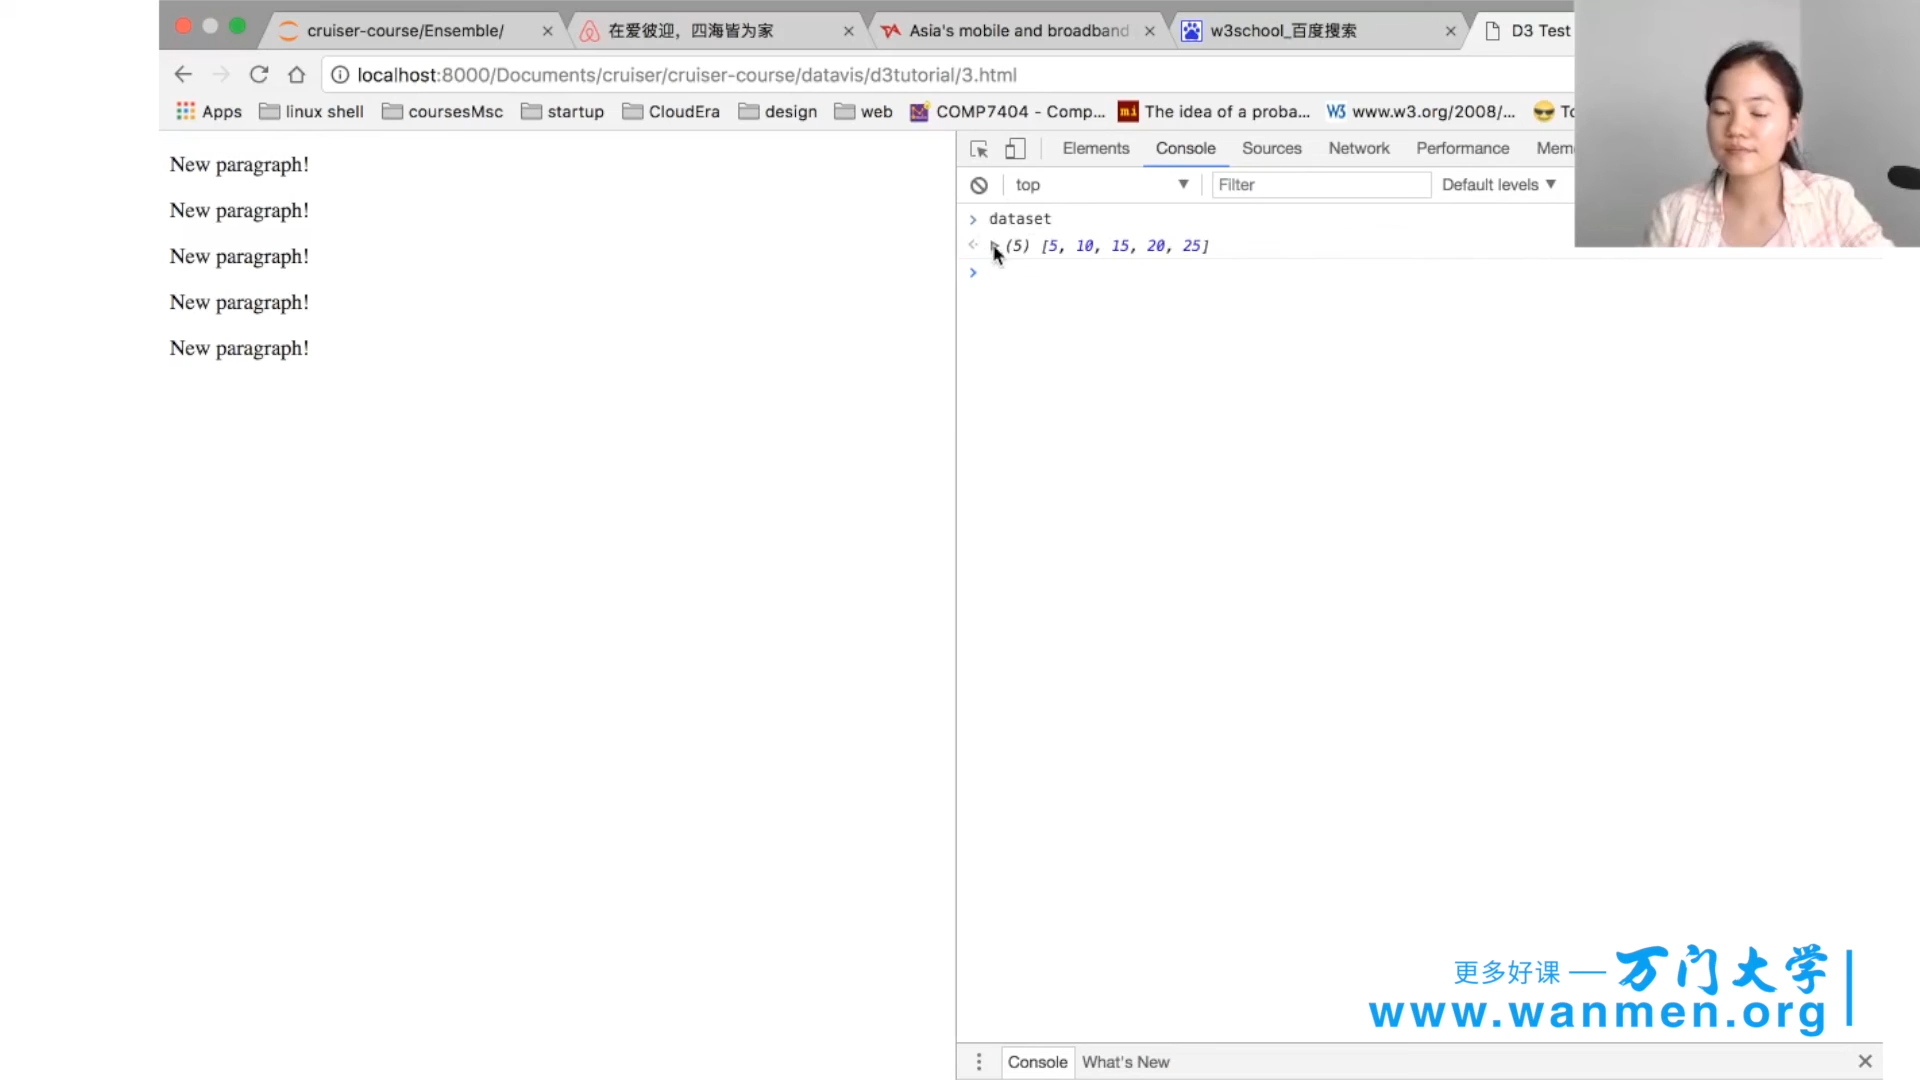 cruiser-course/Ensemble/
在爱彼迎，四海皆为家
Asia's mobile and broadband
w3school_百度搜索
D3 Test
localhost:8000/Documents/cruiser/cruiser-course/datavis/d3tutorial/3.html
Apps linux shell coursesMsc startup CloudEra design web COMP7404 - Comp... mi The idea of a proba... W3 www.w3.org/2008/...
New paragraph!
New paragraph!
New paragraph!
New paragraph!
New paragraph!
Elements Console Sources Network Performance Mem
top Filter Default levels
dataset
(5) [5, 10, 15, 20, 25]
更多好课 — 万门大学
www.wanmen.org
Console What's New